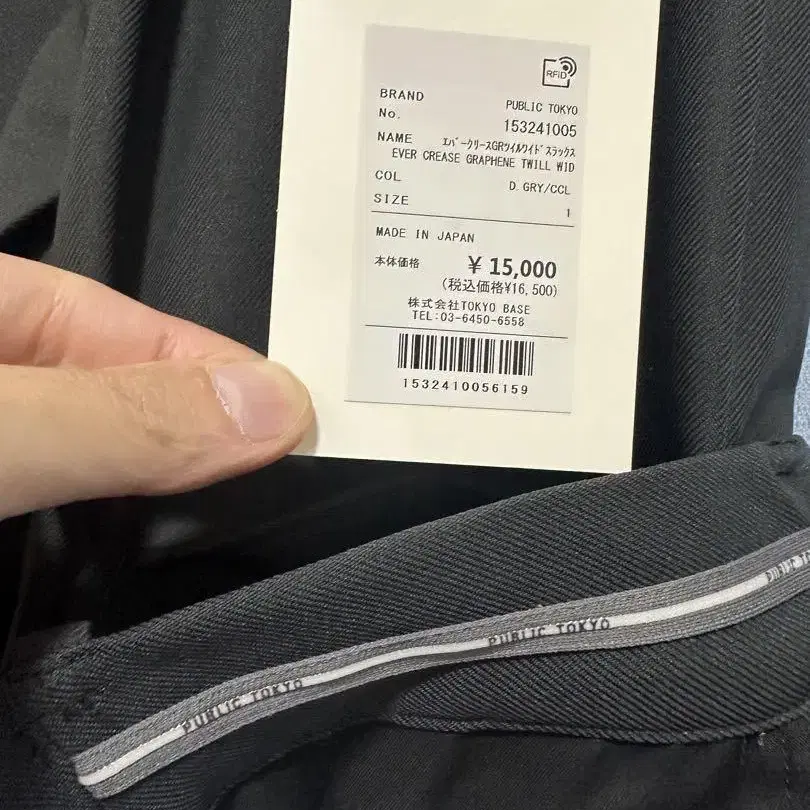 RFID
BRAND PUBLIC TOKYO
No. 153241005
NAME ｴﾊﾞｰｸﾘｰｽGRﾂｲﾙﾜｲﾄﾞｽﾗｯｸｽ
EVER CREASE GRAPHENE TWILL WID
COL D.GRY/CCL
SIZE 1
MADE IN JAPAN
本体価格 ¥15,000
(税込価格¥16,500)
株式会社TOKYO BASE
TEL:03-6450-6558
1532410056159
PUBLIC TOKYO PUBLIC TOKYO PUBLIC